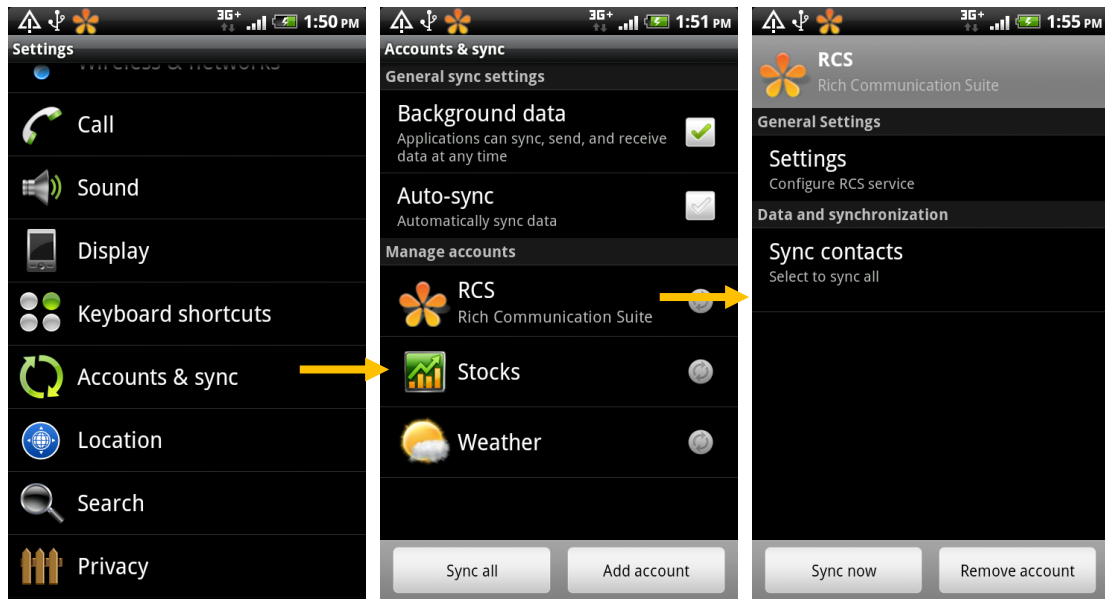 3G+ 1:50 PM
Settings
Wireless & networks
Call
Sound
Display
Keyboard shortcuts
Accounts & sync
Location
Search
Privacy
3G+ 1:51 PM
Accounts & sync
General sync settings
Background data
Applications can sync, send, and receive
data at any time
Auto-sync
Automatically sync data
Manage accounts
RCS
Rich Communication Suite
Stocks
Weather
Sync all
Add account
3G+ 1:55 PM
RCS
Rich Communication Suite
General Settings
Settings
Configure RCS service
Data and synchronization
Sync contacts
Select to sync all
Sync now
Remove account